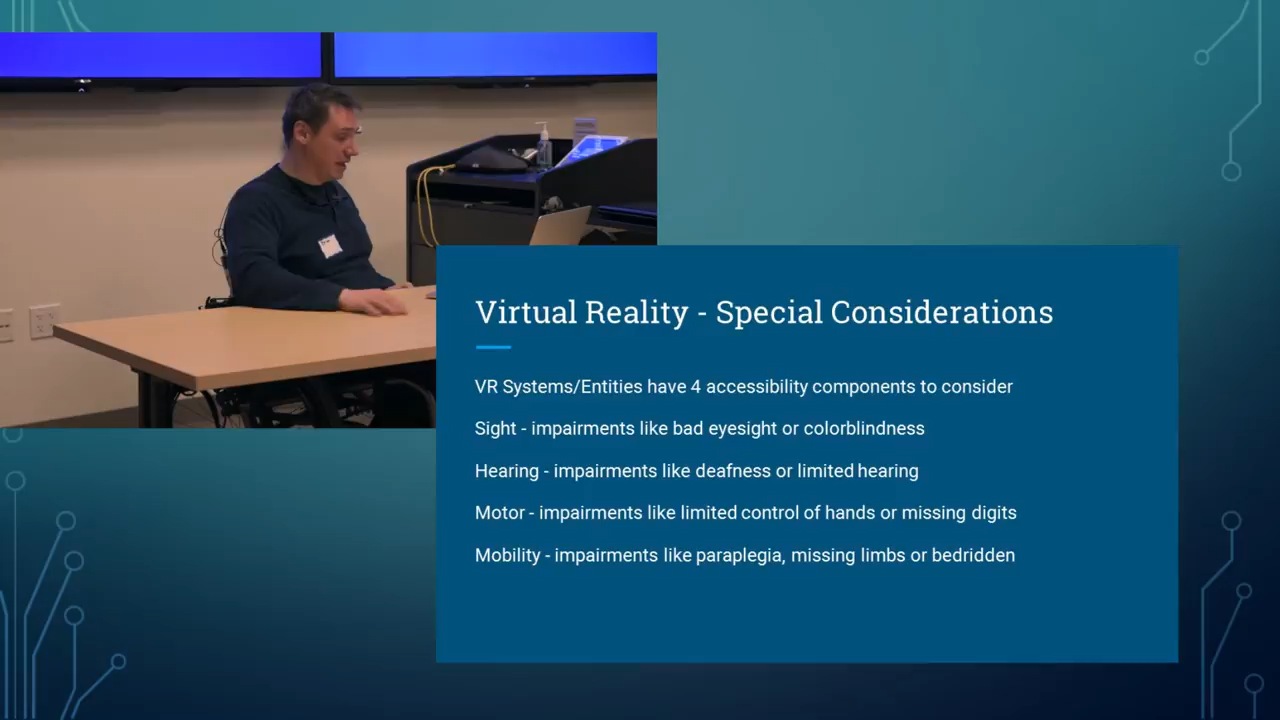 Virtual Reality - Special Considerations
VR Systems/Entities have 4 accessibility components to consider
Sight - impairments like bad eyesight or colorblindness
Hearing - impairments like deafness or limited hearing
Motor - impairments like limited control of hands or missing digits
Mobility - impairments like paraplegia, missing limbs or bedridden